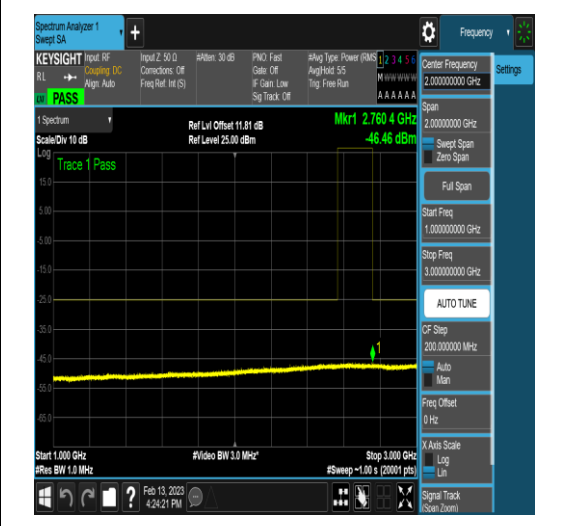 Spectrum Analyzer 1
Swept SA
+
Frequency
KEYSIGHT
RL
PASS
Input: RF
Coupling: DC
Align: Auto
Input Z: 50 Ω
Corrections: Off
Freq Ref: Int (S)
#Atten: 30 dB
PNO: Fast
Gate: Off
IF Gain: Low
Sig Track: Off
#Avg Type: Power (RMS
Avg|Hold: 5/5
Trig: Free Run
1 2 3 4 5 6
M w w w w w
A A A A A A
1 Spectrum
Scale/Div 10 dB
Ref Lvl Offset 11.81 dB
Ref Level 25.00 dBm
Mkr1 2.760 4 GHz
-46.46 dBm
Log
Trace 1 Pass
15.0
5.00
-5.00
-15.0
-25.0
-35.0
-45.0
-55.0
-65.0
1
Start 1.000 GHz
#Res BW 1.0 MHz
#Video BW 3.0 MHz*
Stop 3.000 GHz
#Sweep ~1.00 s (20001 pts)
Feb 13, 2023
4:24:21 PM
Center Frequency
2.000000000 GHz
Settings
Span
2.00000000 GHz
Swept Span
Zero Span
Full Span
Start Freq
1.000000000 GHz
Stop Freq
3.000000000 GHz
AUTO TUNE
CF Step
200.000000 MHz
Auto
Man
Freq Offset
0 Hz
X Axis Scale
Log
Lin
Signal Track
(Span Zoom)